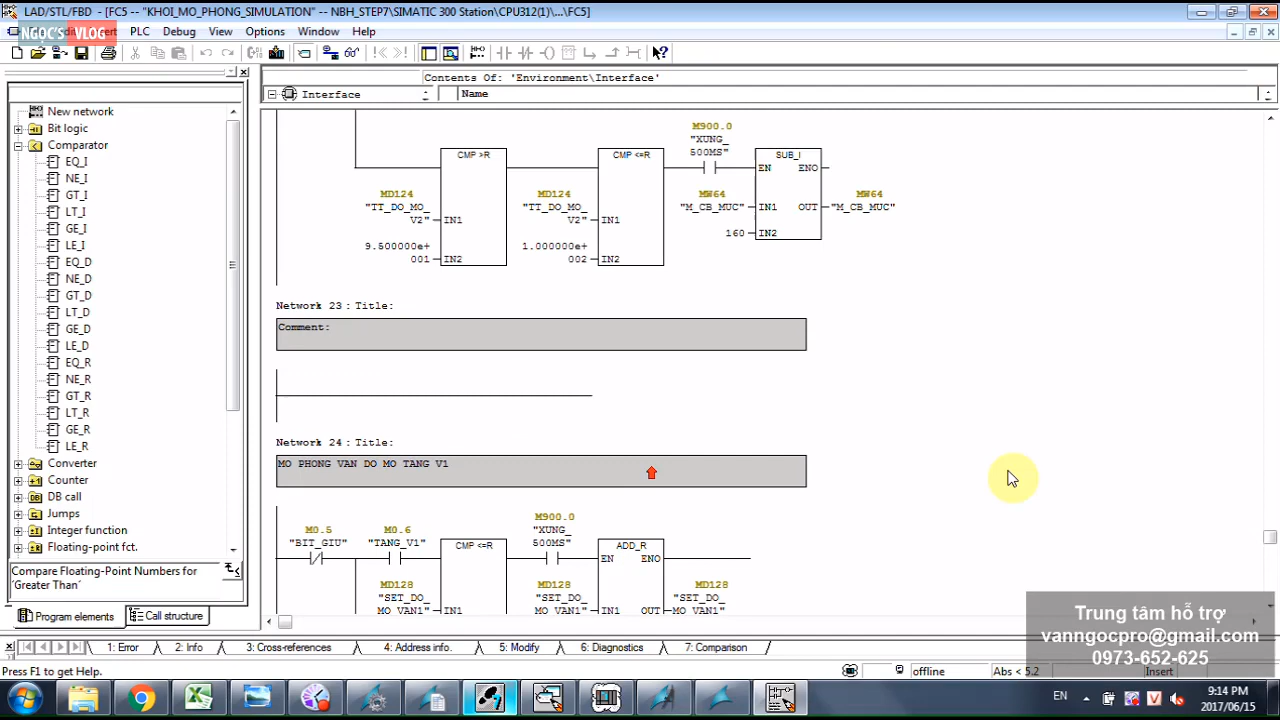 LAD/STL/FBD - [FC5 -- "KHOI_MO_PHONG_SIMULATION" -- NBH_STEP7\SIMATIC 300 Station\CPU312(1)\...\FC5]
NGỌC'S VLOG
PLC Debug View Options Window Help
Contents Of: 'Environment\Interface'
Interface
Name
New network
Bit logic
Comparator
EQ_I
NE_I
GT_I
LT_I
GE_I
LE_I
EQ_D
NE_D
GT_D
LT_D
GE_D
LE_D
EQ_R
NE_R
GT_R
LT_R
GE_R
LE_R
Converter
Counter
DB call
Jumps
Integer function
Floating-point fct.
Compare Floating-Point Numbers for
'Greater Than'
Program elements
Call structure
M900.0
"XUNG_
500MS"
CMP >R
CMP <=R
SUB_I
EN ENO
MD124
MD124
MW64
MW64
"TT_DO_MO_
V2"
IN1
"TT_DO_MO_
V2"
IN1
"M_CB_MUC"
IN1 OUT
"M_CB_MUC"
9.500000e+
001
IN2
1.000000e+
002
IN2
160
IN2
Network 23 : Title:
Comment:
Network 24 : Title:
MO PHONG VAN DO MO TANG V1
M900.0
M0.5
M0.6
"XUNG_
"BIT_GIU"
"TANG_V1"
500MS"
CMP <=R
ADD_R
EN ENO
MD128
MD128
MD128
"SET_DO_
"SET_DO_
"SET_DO_
MO_VAN1"
IN1
MO_VAN1"
IN1 OUT
MO_VAN1"
Trung tâm hỗ trợ
vanngocpro@gmail.com
0973-652-625
1: Error 2: Info 3: Cross-references 4: Address info. 5: Modify 6: Diagnostics 7: Comparison
Press F1 to get Help.
offline
Abs < 5.2
Insert
EN
9:14 PM
2017/06/15